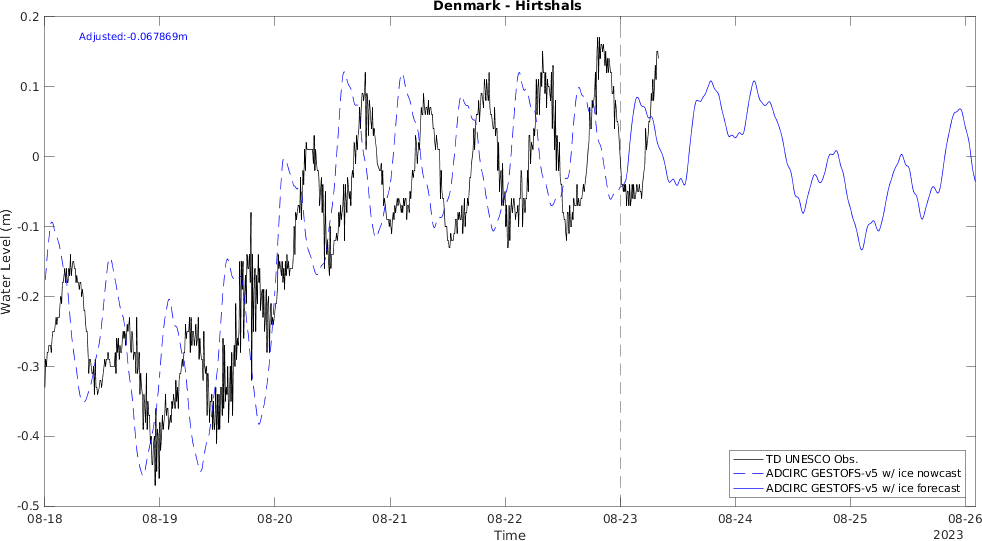 Denmark - Hirtshals
Adjusted:-0.067869m
0.2
0.1
0
-0.1
-0.2
-0.3
-0.4
-0.5
Water Level (m)
TD UNESCO Obs.
ADCIRC GESTOFS-v5 w/ ice nowcast
ADCIRC GESTOFS-v5 w/ ice forecast
08-18 08-19 08-20 08-21 08-22 08-23 08-24 08-25 08-26
Time
2023